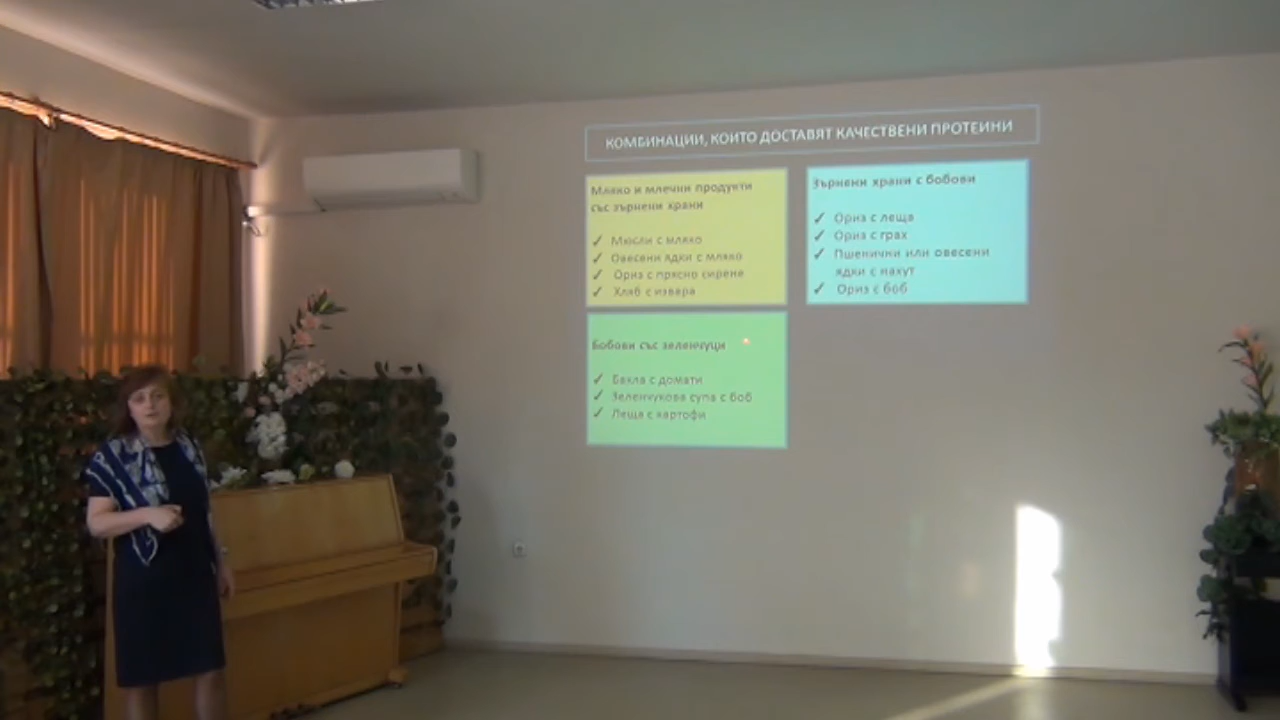 КОМБИНАЦИИ, КОИТО ДОСТАВЯТ КАЧЕСТВЕНИ ПРОТЕИНИ
Мляко и млечни продукти
със зърнени храни
✓ Мюсли с мляко
✓ Овесени ядки с мляко
✓ Ориз с прясно сирене
✓ Хляб с извара
Зърнени храни с бобови
✓ Ориз с леща
✓ Ориз с грах
✓ Пшенични или овесени
ядки с нахут
✓ Ориз с боб
Бобови със зеленчуци
✓ Бакла с домати
✓ Зеленчукова супа с боб
✓ Леща с картофи